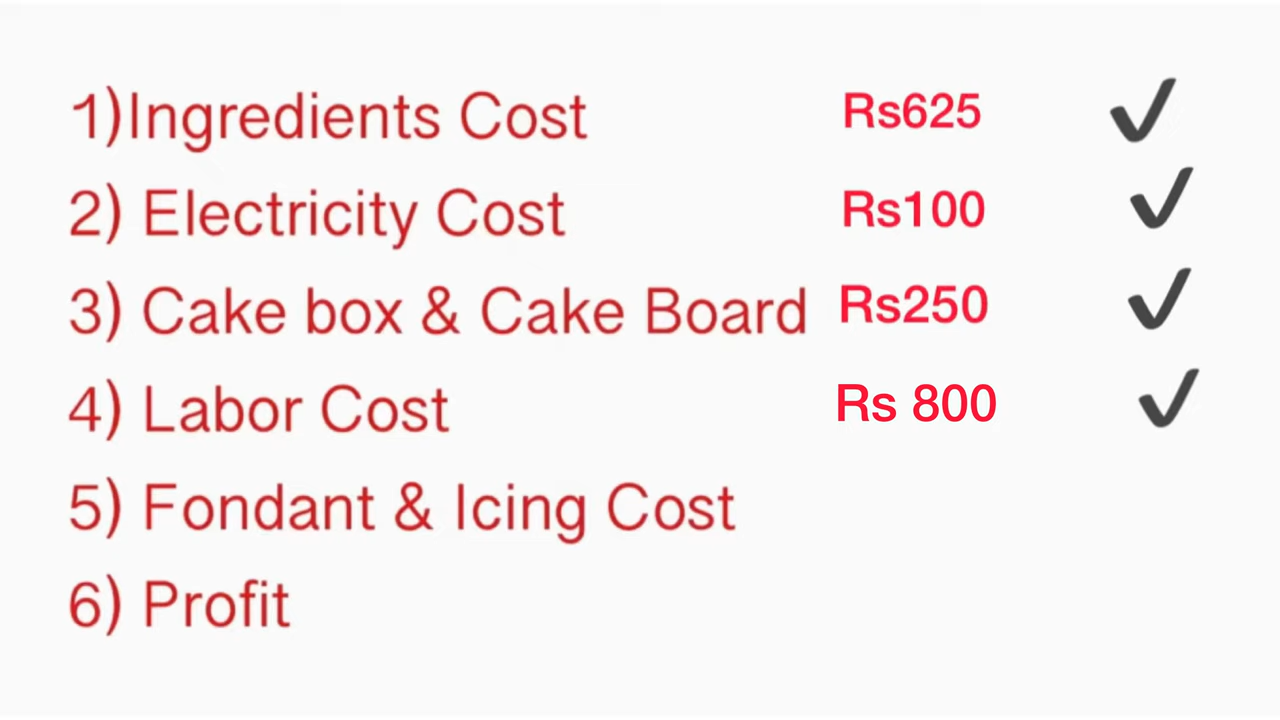 1)Ingredients Cost Rs625 ✔
2) Electricity Cost Rs100 ✔
3) Cake box & Cake Board Rs250 ✔
4) Labor Cost Rs 800 ✔
5) Fondant & Icing Cost
6) Profit